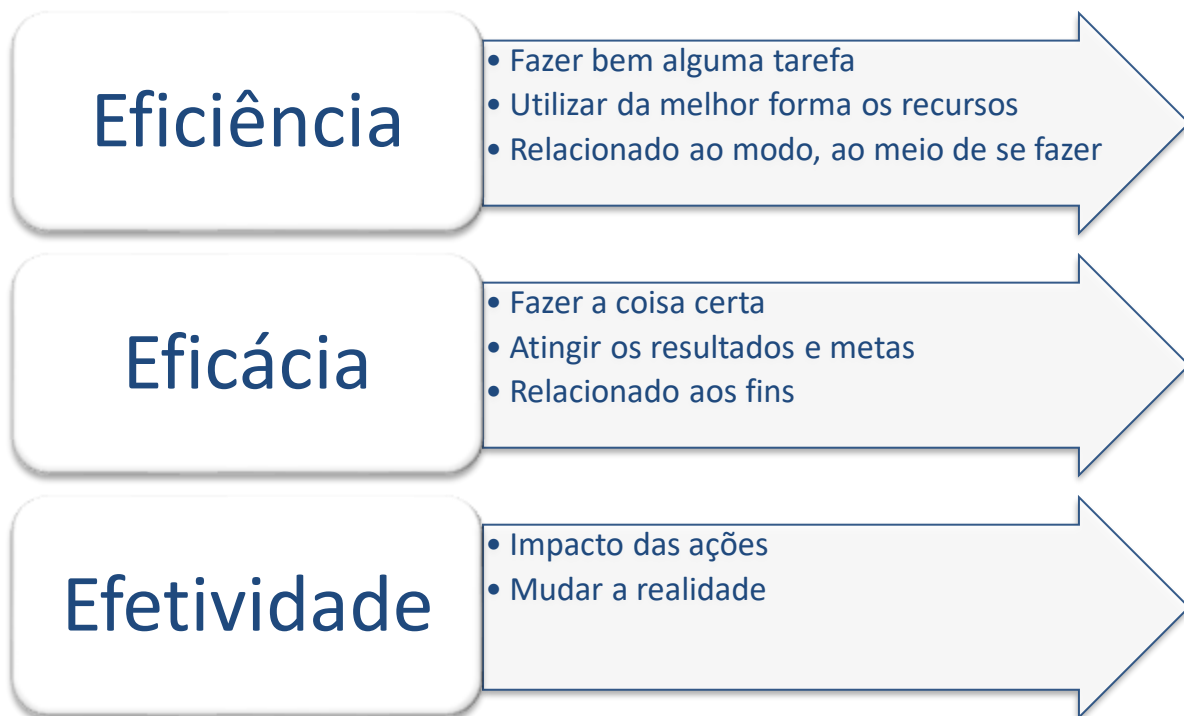 Eficiência
• Fazer bem alguma tarefa
• Utilizar da melhor forma os recursos
• Relacionado ao modo, ao meio de se fazer
Eficácia
• Fazer a coisa certa
• Atingir os resultados e metas
• Relacionado aos fins
Efetividade
• Impacto das ações
• Mudar a realidade